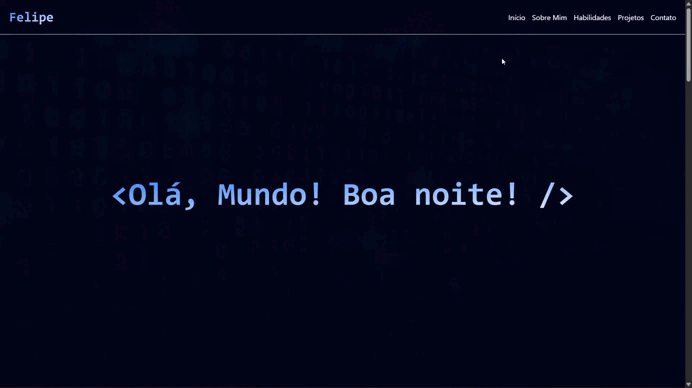 Felipe
Início Sobre Mim Habilidades Projetos Contato
<Olá, Mundo! Boa noite! />